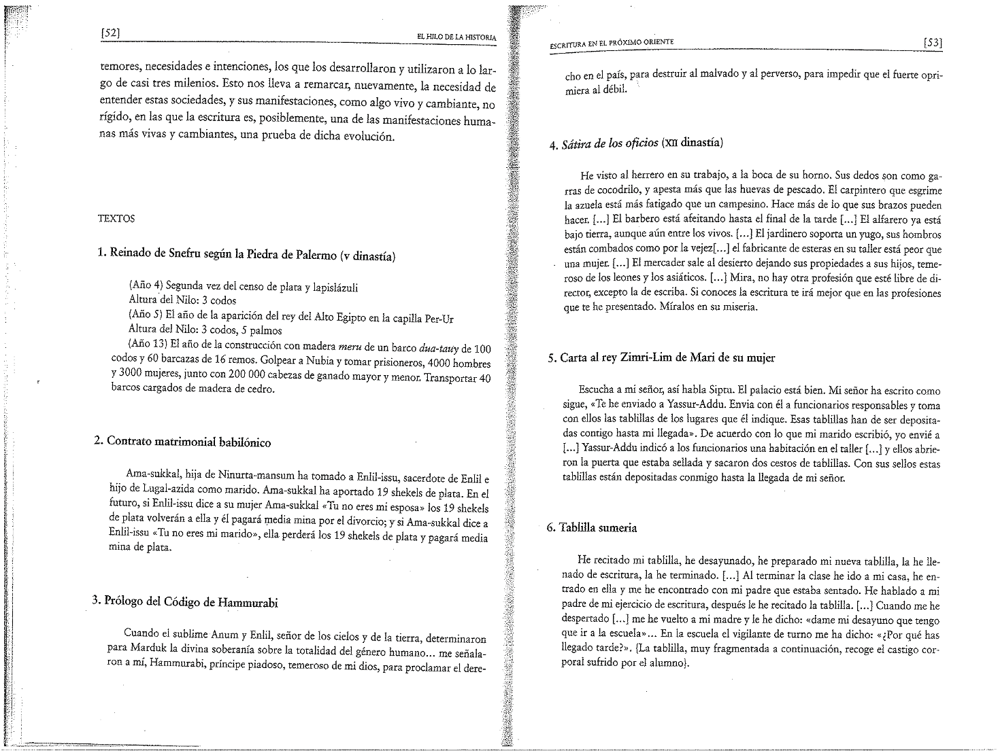 [52]
EL HILO DE LA HISTORIA
temores, necesidades e intenciones, los que los desarrollaron y utilizaron a lo lar-
go de casi tres milenios. Esto nos lleva a remarcar, nuevamente, la necesidad de
entender estas sociedades, y sus manifestaciones, como algo vivo y cambiante, no
rígido, en las que la escritura es, posiblemente, una de las manifestaciones huma-
nas más vivas y cambiantes, una prueba de dicha evolución.
TEXTOS
1. Reinado de Snefru según la Piedra de Palermo (v dinastía)
(Año 4) Segunda vez del censo de plata y lapislázuli
Altura del Nilo: 3 codos
(Año 5) El año de la aparición del rey del Alto Egipto en la capilla Per-Ur
Altura del Nilo: 3 codos, 5 palmos
(Año 13) El año de la construcción con madera meru de un barco dua-tauy de 100
codos y 60 barcazas de 16 remos. Golpear a Nubia y tomar prisioneros, 4000 hombres
y 3000 mujeres, junto con 200 000 cabezas de ganado mayor y menor. Transportar 40
barcos cargados de madera de cedro.
2. Contrato matrimonial babilónico
Ama-sukkal, hija de Ninurta-mansum ha tomado a Enlil-issu, sacerdote de Enlil e
hijo de Lugal-azida como marido. Ama-sukkal ha aportado 19 shekels de plata. En el
futuro, si Enlil-issu dice a su mujer Ama-sukkal «Tu no eres mi esposa» los 19 shekels
de plata volverán a ella y él pagará media mina por el divorcio; y si Ama-sukkal dice a
Enlil-issu «Tu no eres mi marido», ella perderá los 19 shekels de plata y pagará media
mina de plata.
3. Prólogo del Código de Hammurabi
Cuando el sublime Anum y Enlil, señor de los cielos y de la tierra, determinaron
para Marduk la divina soberanía sobre la totalidad del género humano... me señala-
ron a mí, Hammurabi, príncipe piadoso, temeroso de mi dios, para proclamar el dere-
ESCRITURA EN EL PRÓXIMO ORIENTE
[53]
cho en el país, para destruir al malvado y al perverso, para impedir que el fuerte opri-
miera al débil.
4. Sátira de los oficios (XII dinastía)
He visto al herrero en su trabajo, a la boca de su horno. Sus dedos son como ga-
rras de cocodrilo, y apesta más que las huevas de pescado. El carpintero que esgrime
la azuela está más fatigado que un campesino. Hace más de lo que sus brazos pueden
hacer. [...] El barbero está afeitando hasta el final de la tarde [...] El alfarero ya está
bajo tierra, aunque aún entre los vivos. [...] El jardinero soporta un yugo, sus hombros
están combados como por la vejez[...] el fabricante de esteras en su taller está peor que
una mujer. [...] El mercader sale al desierto dejando sus propiedades a sus hijos, teme-
roso de los leones y los asiáticos. [...] Mira, no hay otra profesión que esté libre de di-
rector, excepto la de escriba. Si conoces la escritura te irá mejor que en las profesiones
que te he presentado. Míralos en su miseria.
5. Carta al rey Zimri-Lim de Mari de su mujer
Escucha a mi señor, así habla Siptu. El palacio está bien. Mi señor ha escrito como
sigue, «Te he enviado a Yassur-Addu. Envia con él a funcionarios responsables y toma
con ellos las tablillas de los lugares que él indique. Esas tablillas han de ser deposita-
das contigo hasta mi llegada». De acuerdo con lo que mi marido escribió, yo envié a
[...] Yassur-Addu indicó a los funcionarios una habitación en el taller [...] y ellos abrie-
ron la puerta que estaba sellada y sacaron dos cestos de tablillas. Con sus sellos estas
tablillas están depositadas conmigo hasta la llegada de mi señor.
6. Tablilla sumeria
He recitado mi tablilla, he desayunado, he preparado mi nueva tablilla, la he lle-
nado de escritura, la he terminado. [...] Al terminar la clase he ido a mi casa, he en-
trado en ella y me he encontrado con mi padre que estaba sentado. He hablado a mi
padre de mi ejercicio de escritura, después le he recitado la tablilla. [...] Cuando me he
despertado [...] me he vuelto a mi madre y le he dicho: «dame mi desayuno que tengo
que ir a la escuela»... En la escuela el vigilante de turno me ha dicho: «¿Por qué has
llegado tarde?». {La tablilla, muy fragmentada a continuación, recoge el castigo cor-
poral sufrido por el alumno}.